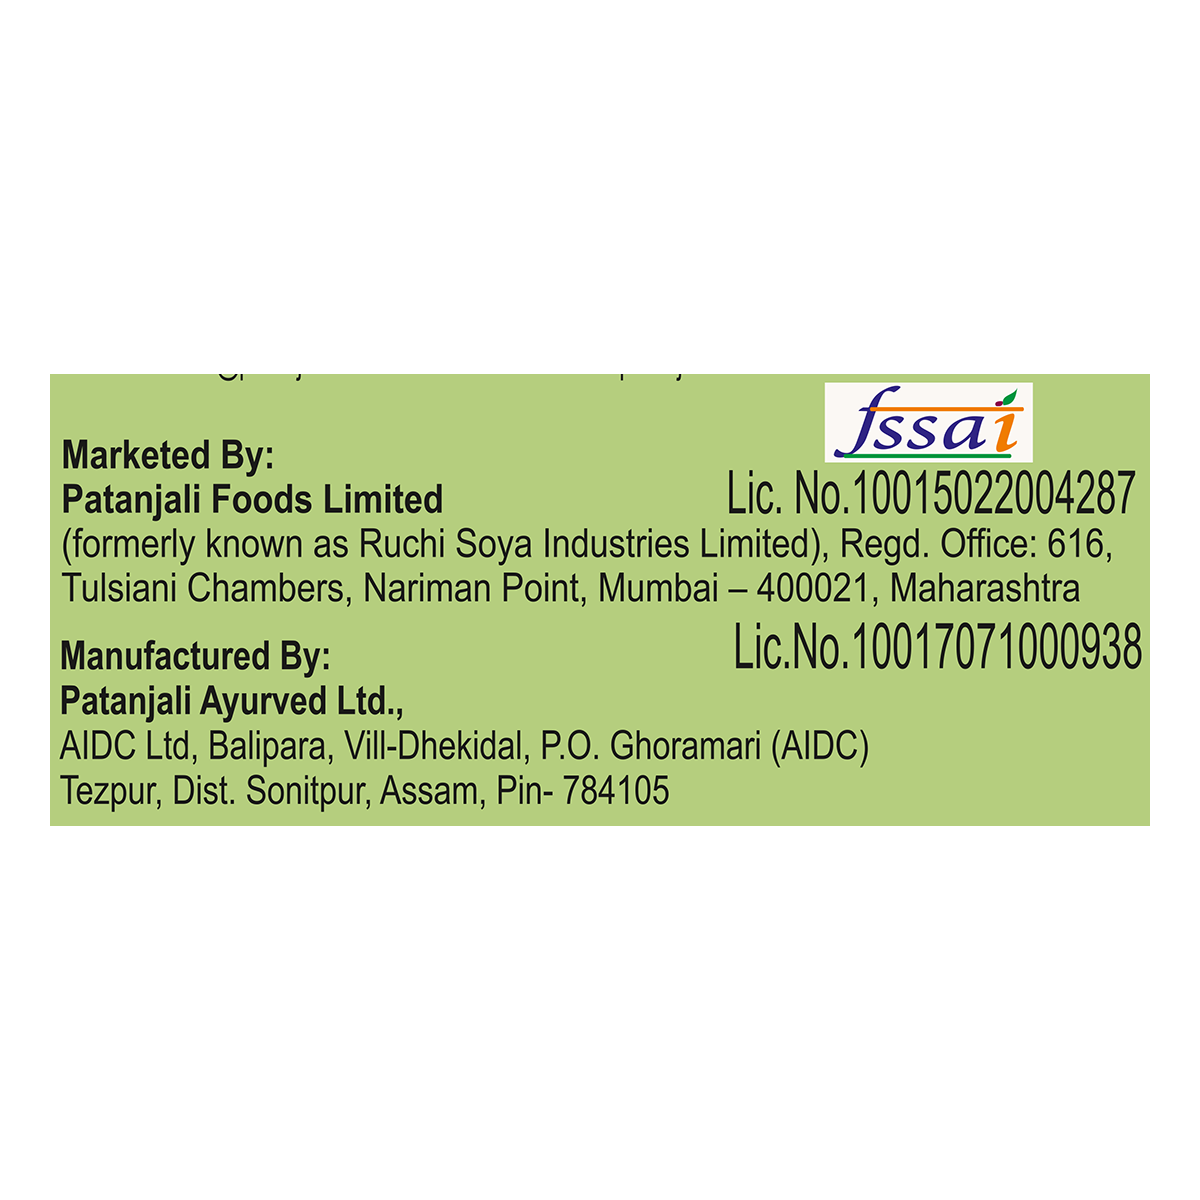 fssai
Marketed By:
Patanjali Foods Limited Lic. No.10015022004287
(formerly known as Ruchi Soya Industries Limited), Regd. Office: 616,
Tulsiani Chambers, Nariman Point, Mumbai – 400021, Maharashtra
Manufactured By: Lic.No.10017071000938
Patanjali Ayurved Ltd.,
AIDC Ltd, Balipara, Vill-Dhekidal, P.O. Ghoramari (AIDC)
Tezpur, Dist. Sonitpur, Assam, Pin- 784105